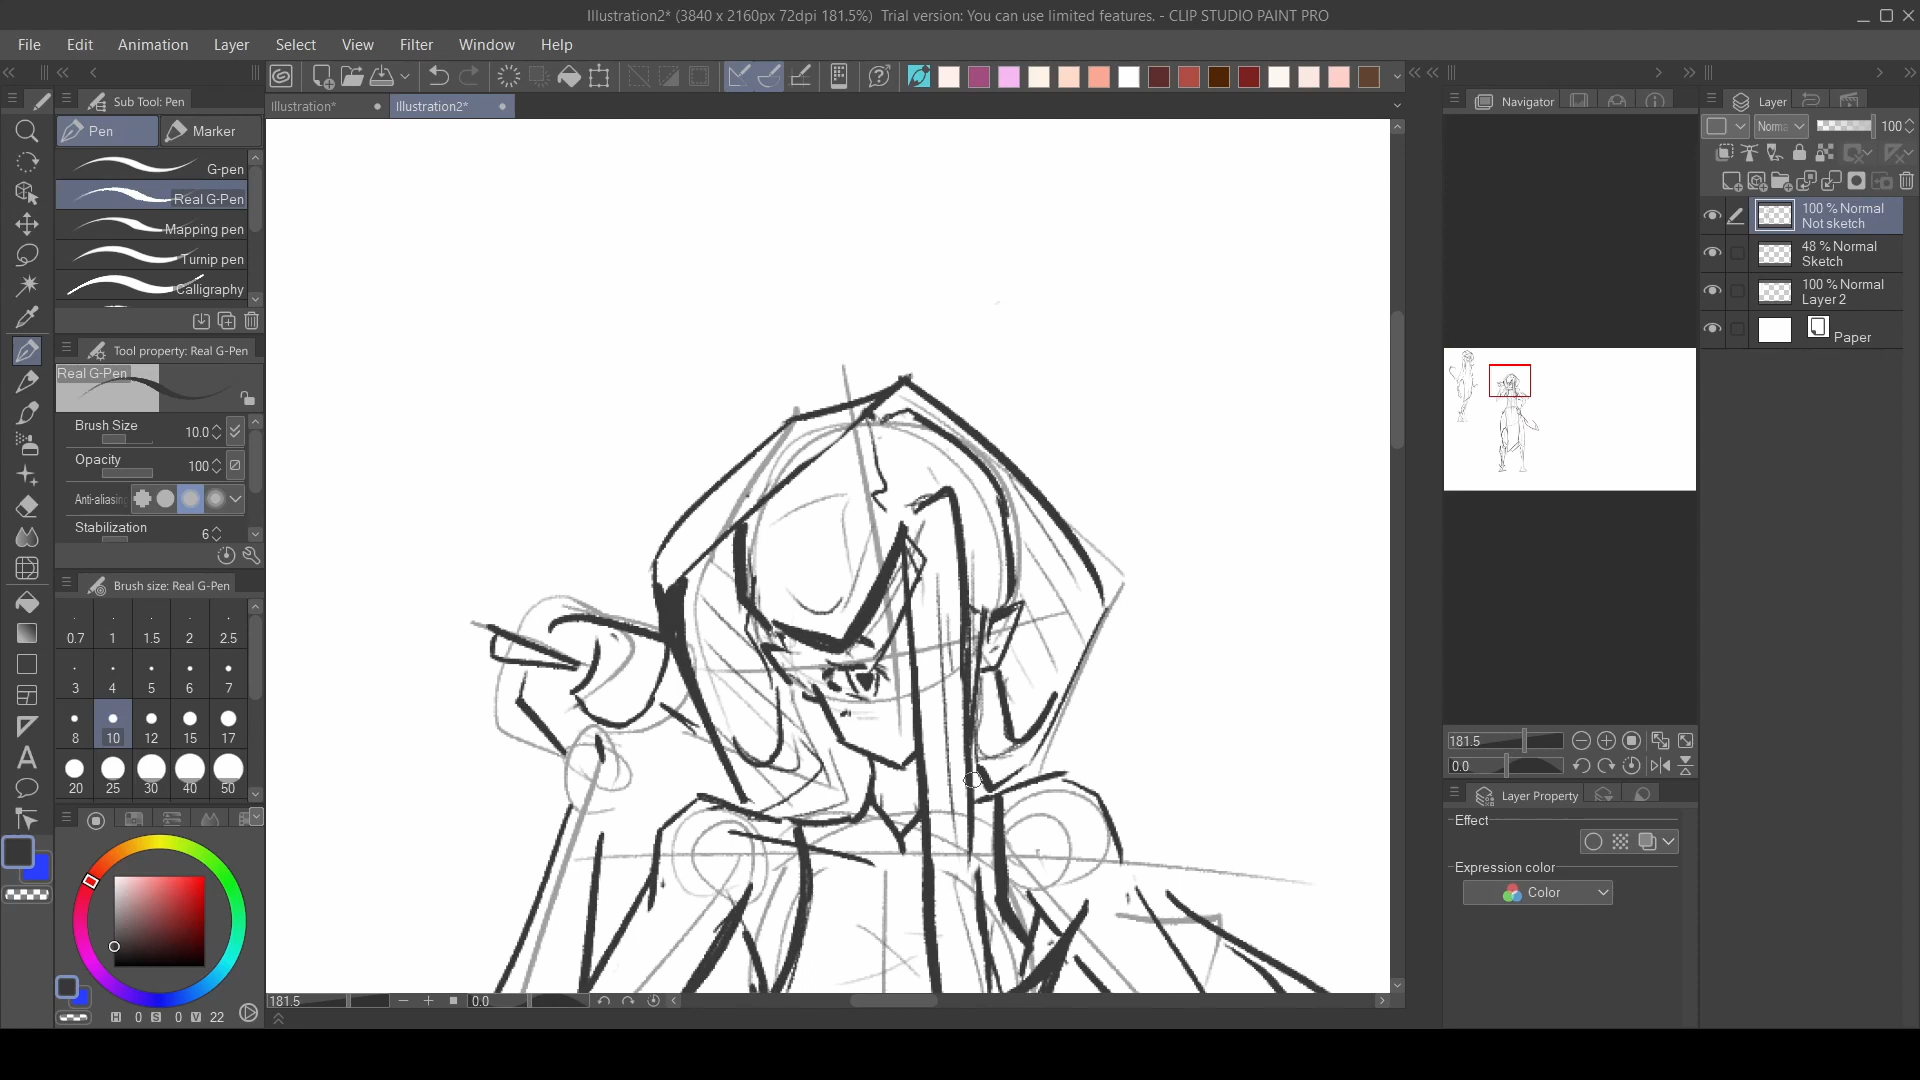 Illustration2* (3840 x 2160px 72dpi 181.5%)  Trial version: You can use limited features. - CLIP STUDIO PAINT PRO
File Edit Animation Layer Select View Filter Window Help
Sub Tool: Pen
Illustration* Illustration2*
Navigator
Layer
Pen Marker
Norma 100
G-pen
Real G-Pen
Mapping pen
Turnip pen
Calligraphy
100 % Normal
Not sketch
48 % Normal
Sketch
100 % Normal
Layer 2
Paper
Tool property: Real G-Pen
Real G-Pen
Brush Size 10.0
Opacity 100
Anti-aliasing
Stabilization 6
Brush size: Real G-Pen
0.7 1 1.5 2 2.5
3 4 5 6 7
8 10 12 15 17
20 25 30 40 50
181.5
0.0
Layer Property
Effect
Expression color
Color
181.5 0.0
H 0 S 0 V 22